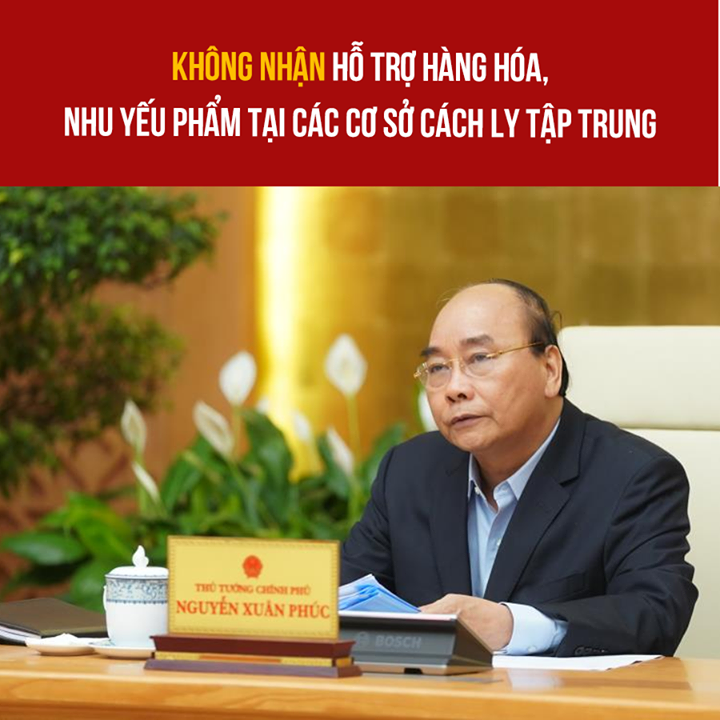 KHÔNG NHẬN HỖ TRỢ HÀNG HÓA,
NHU YẾU PHẨM TẠI CÁC CƠ SỞ CÁCH LY TẬP TRUNG
THỦ TƯỚNG CHÍNH PHỦ
NGUYỄN XUÂN PHÚC
BOSCH